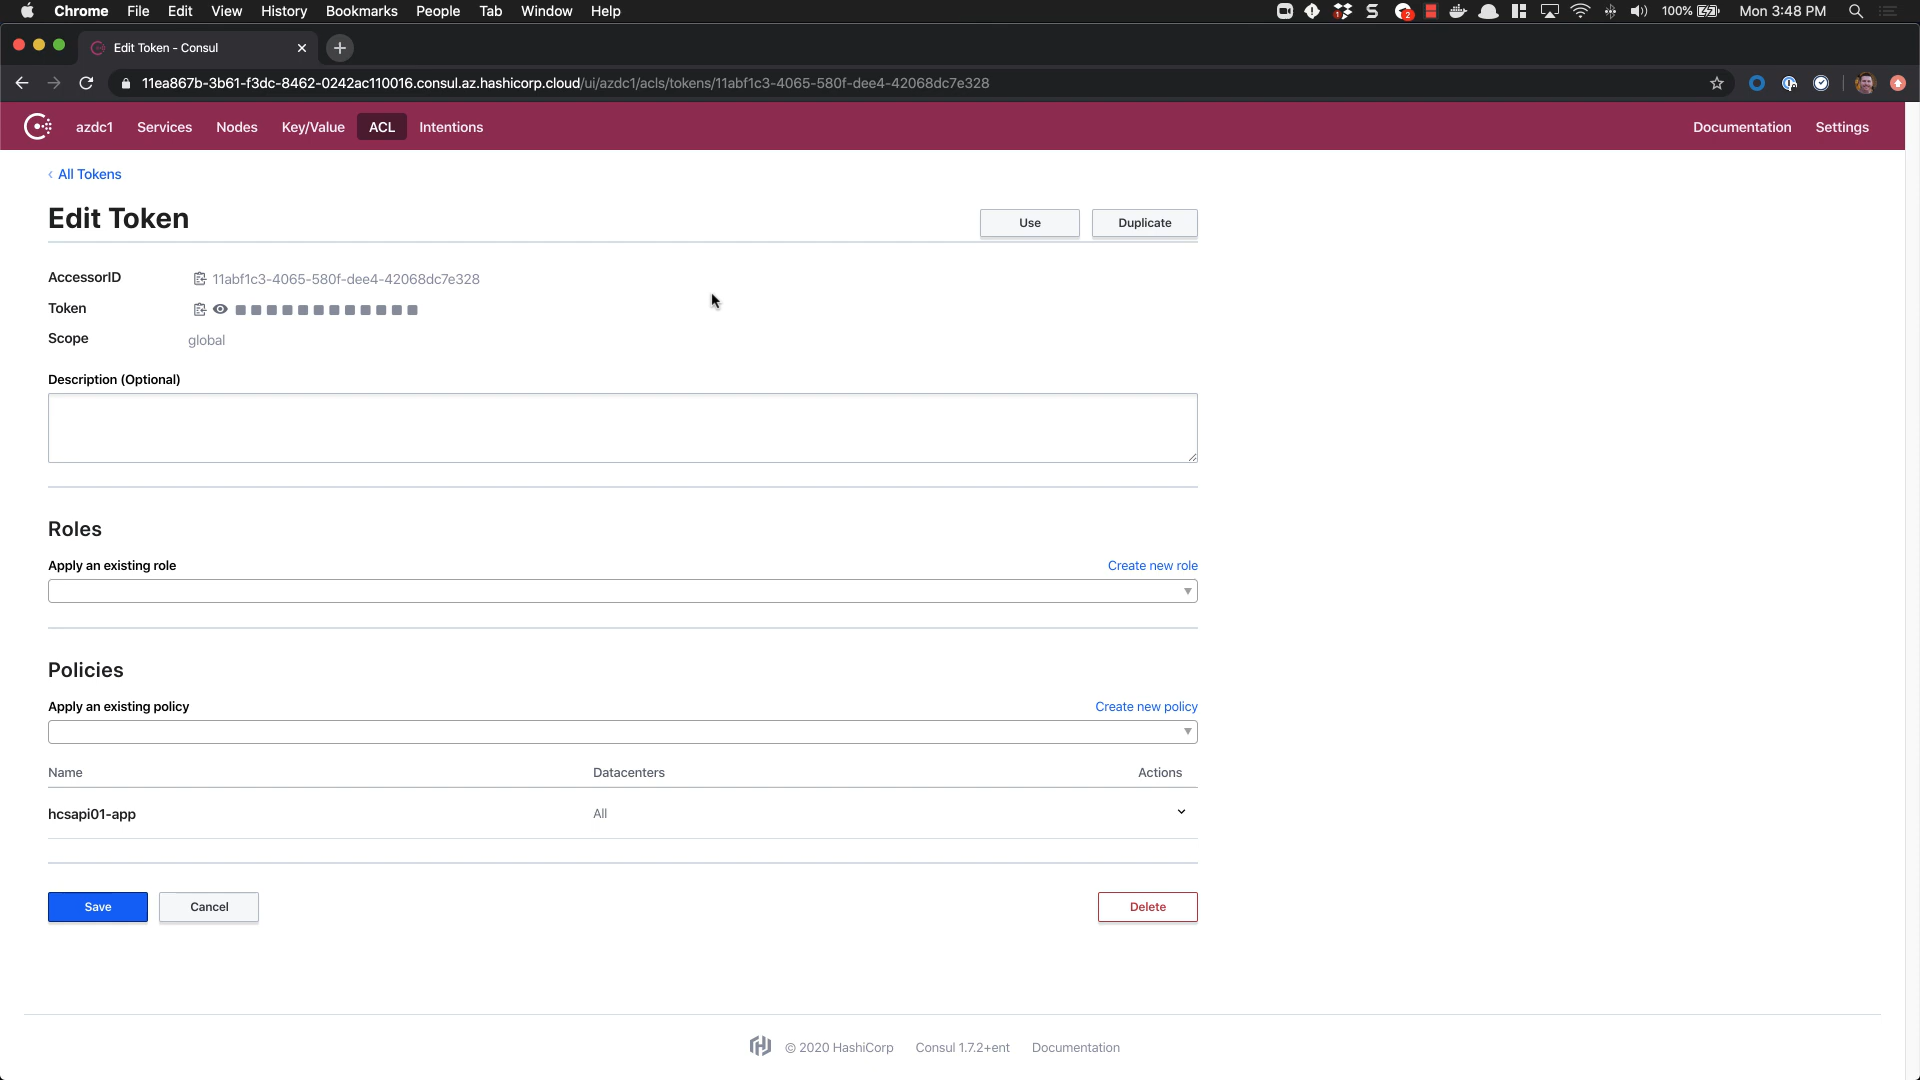 Chrome File Edit View History Bookmarks People Tab Window Help 100% Mon 3:48 PM
Edit Token - Consul
11ea867b-3b61-f3dc-8462-0242ac110016.consul.az.hashicorp.cloud/ui/azdc1/acls/tokens/11abf1c3-4065-580f-dee4-42068dc7e328
azdc1 Services Nodes Key/Value ACL Intentions Documentation Settings
All Tokens
Edit Token Use Duplicate
AccessorID 11abf1c3-4065-580f-dee4-42068dc7e328
Token
Scope global
Description (Optional)
Roles
Apply an existing role Create new role
Policies
Apply an existing policy Create new policy
Name Datacenters Actions
hcsapi01-app All
Save Cancel Delete
© 2020 HashiCorp Consul 1.7.2+ent Documentation